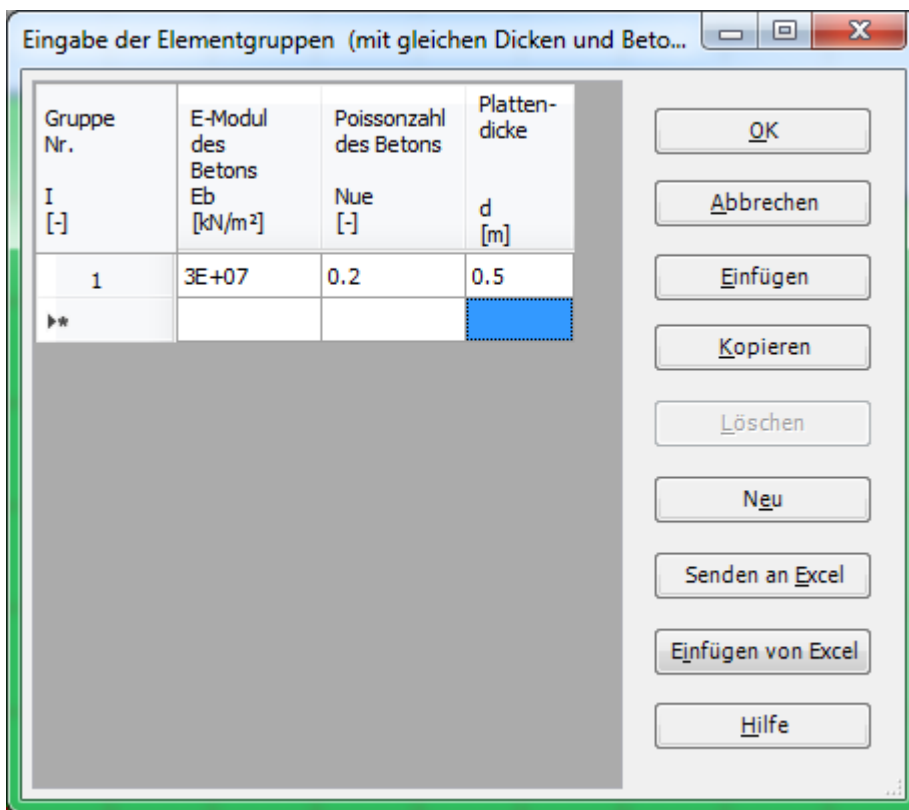 Eingabe der Elementgruppen (mit gleichen Dicken und Beto...
Gruppe
Nr.
I
[-]
E-Modul
des
Betons
Eb
[kN/m²]
Poissonzahl
des Betons
Nue
[-]
Platten-
dicke
d
[m]
1
3E+07
0.2
0.5
OK
Abbrechen
Einfügen
Kopieren
Löschen
Neu
Senden an Excel
Einfügen von Excel
Hilfe